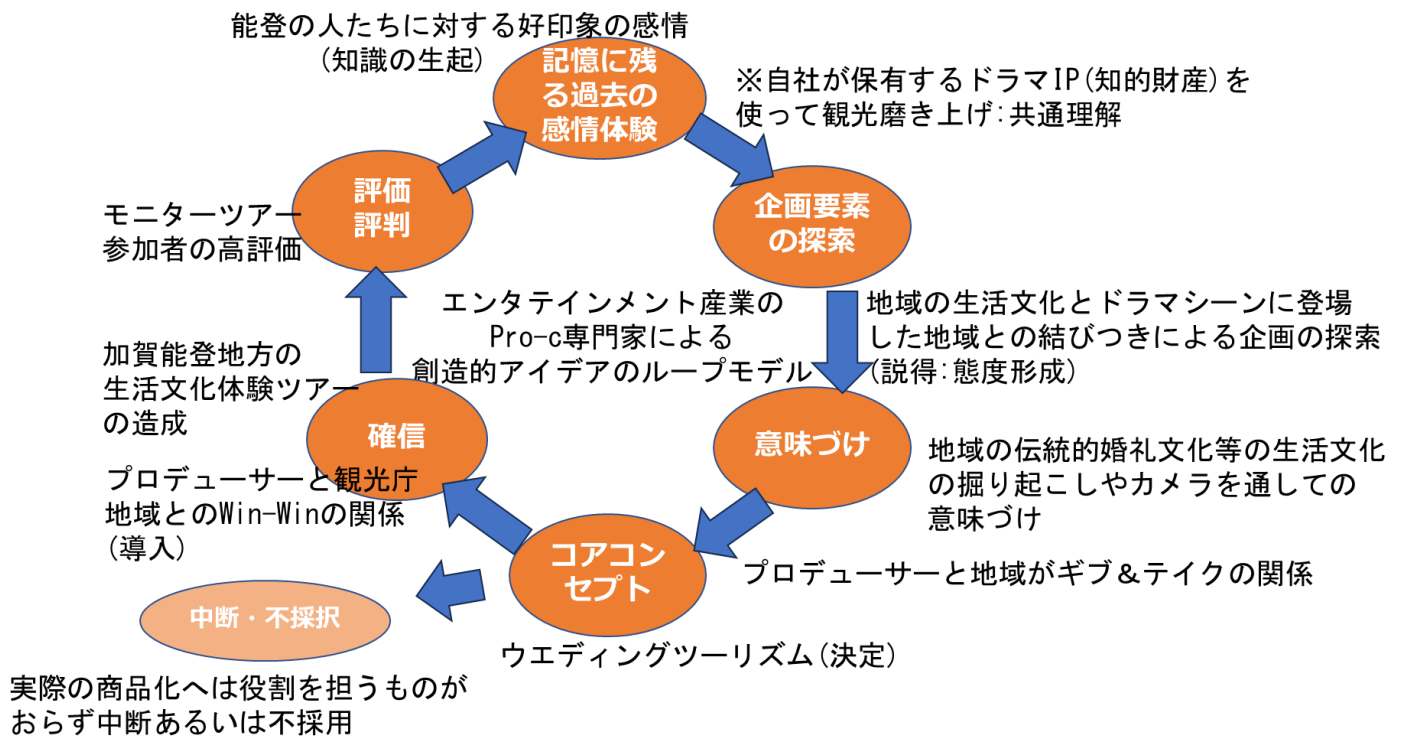 能登の人たちに対する好印象の感情
(知識の生起)
記憶に残
る過去の
感情体験
※自社が保有するドラマIP(知的財産)を
使って観光磨き上げ:共通理解
評価
評判
モニターツアー
参加者の高評価
企画要素
の探索
エンタテインメント産業の
Pro-c専門家による
創造的アイデアのループモデル
地域の生活文化とドラマシーンに登場
した地域との結びつきによる企画の探索
(説得:態度形成)
加賀能登地方の
生活文化体験ツアー
の造成
確信
意味づけ
地域の伝統的婚礼文化等の生活文化
の掘り起こしやカメラを通しての
意味づけ
プロデューサーと観光庁
地域とのWin-Winの関係
(導入)
コアコン
セプト
プロデューサーと地域がギブ＆テイクの関係
中断・不採択
ウエディングツーリズム(決定)
実際の商品化へは役割を担うものが
おらず中断あるいは不採用